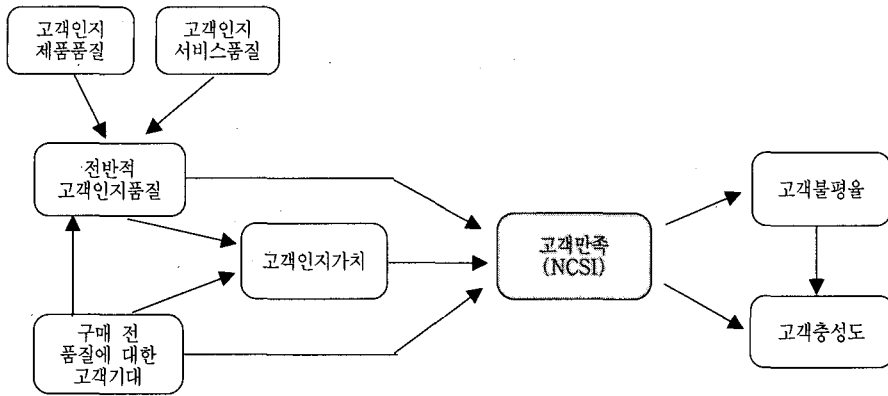 고객인지
제품품질
고객인지
서비스품질
전반적
고객인지품질
고객불평율
고객만족
(NCSI)
고객인지가치
구매 전
품질에 대한
고객기대
고객충성도